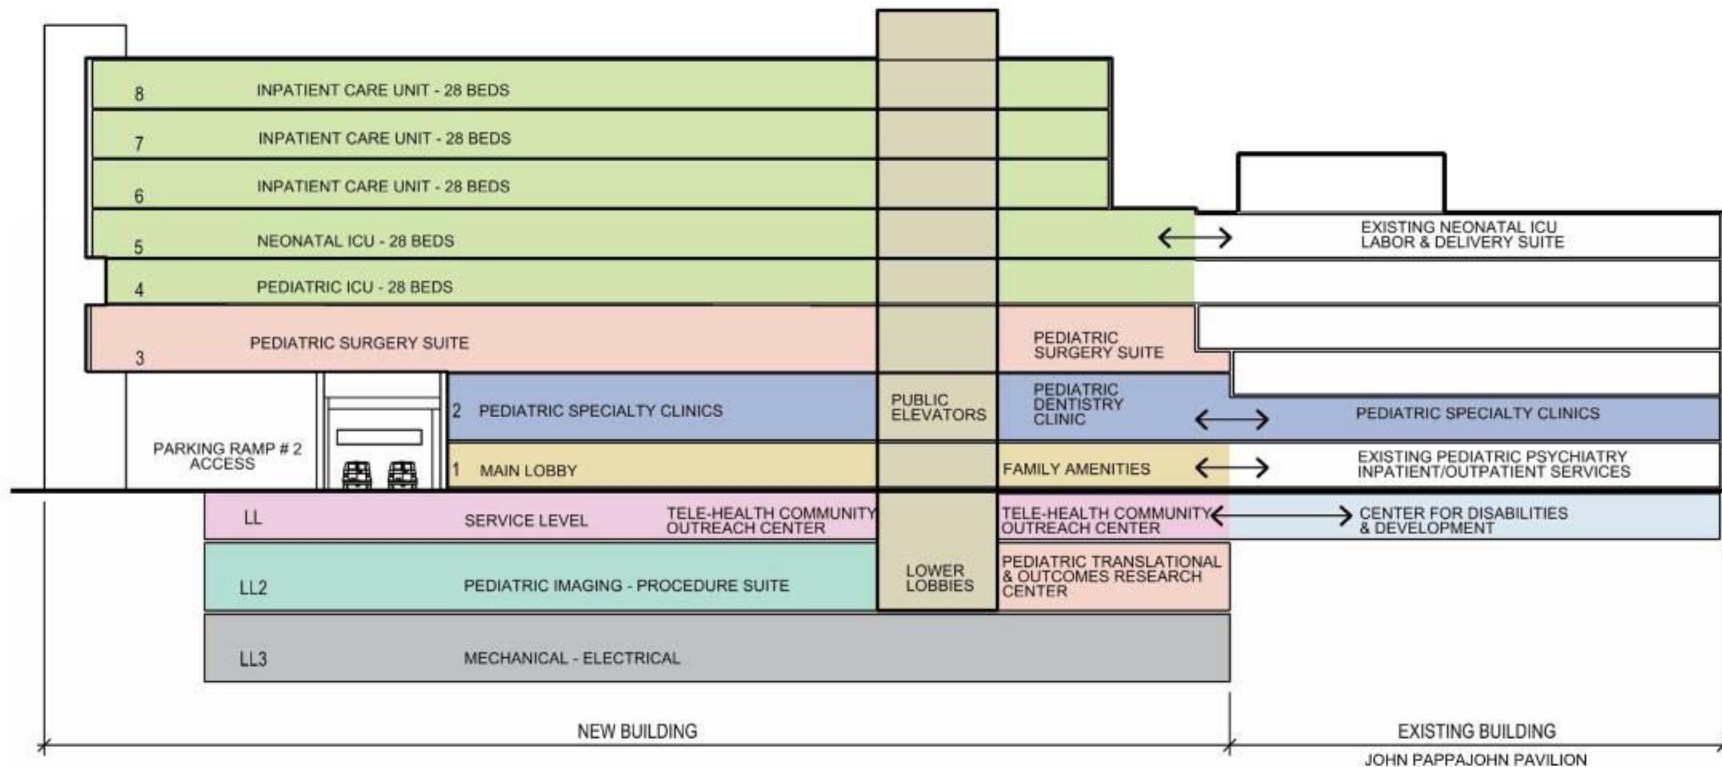 8 INPATIENT CARE UNIT - 28 BEDS
7 INPATIENT CARE UNIT - 28 BEDS
6 INPATIENT CARE UNIT - 28 BEDS
5 NEONATAL ICU - 28 BEDS
EXISTING NEONATAL ICU
LABOR & DELIVERY SUITE
4 PEDIATRIC ICU - 28 BEDS
3 PEDIATRIC SURGERY SUITE
PEDIATRIC
SURGERY SUITE
2 PEDIATRIC SPECIALTY CLINICS
PUBLIC
ELEVATORS
PEDIATRIC
DENTISTRY
CLINIC
PEDIATRIC SPECIALTY CLINICS
PARKING RAMP # 2
ACCESS
1 MAIN LOBBY
FAMILY AMENITIES
EXISTING PEDIATRIC PSYCHIATRY
INPATIENT/OUTPATIENT SERVICES
LL SERVICE LEVEL
TELE-HEALTH COMMUNITY
OUTREACH CENTER
TELE-HEALTH COMMUNITY
OUTREACH CENTER
CENTER FOR DISABILITIES
& DEVELOPMENT
LL2 PEDIATRIC IMAGING - PROCEDURE SUITE
LOWER
LOBBIES
PEDIATRIC TRANSLATIONAL
& OUTCOMES RESEARCH
CENTER
LL3 MECHANICAL - ELECTRICAL
NEW BUILDING
EXISTING BUILDING
JOHN PAPPAJOHN PAVILION